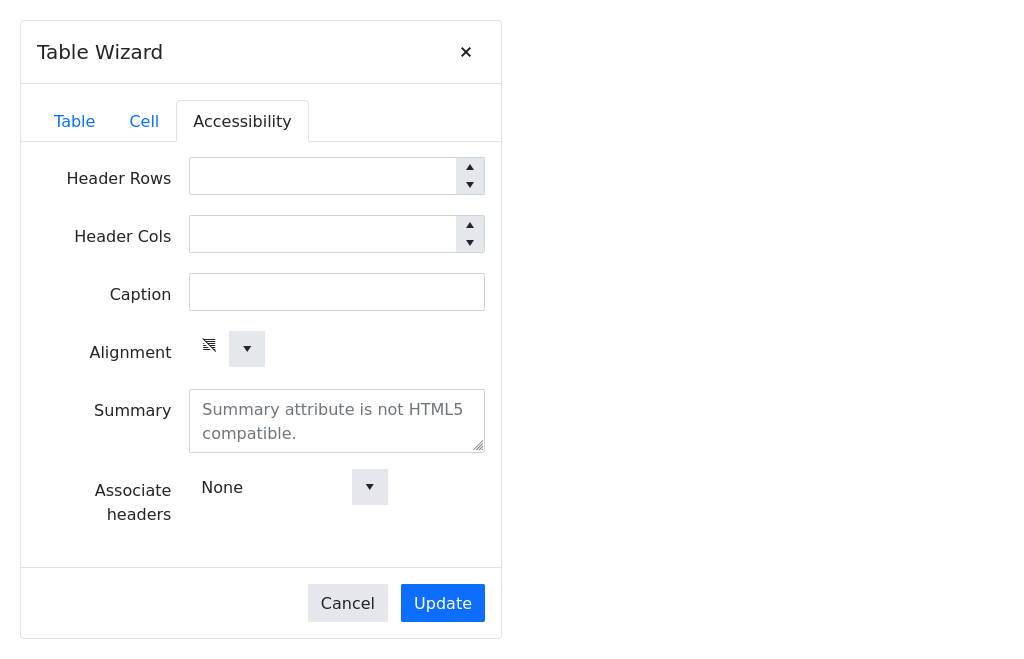 Table Wizard
Table Cell Accessibility
Header Rows
Header Cols
Caption
Alignment
Summary
Summary attribute is not HTML5
compatible.
Associate
headers
None
Cancel Update